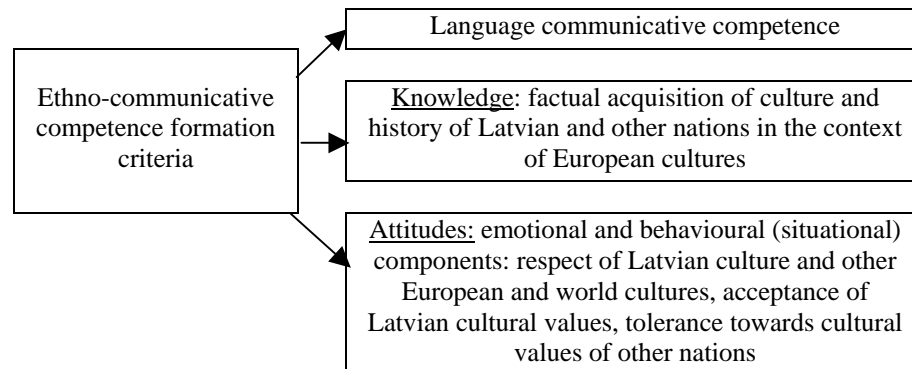 Ethno-communicative
competence formation
criteria
Language communicative competence
Knowledge: factual acquisition of culture and
history of Latvian and other nations in the context
of European cultures
Attitudes: emotional and behavioural (situational)
components: respect of Latvian culture and other
European and world cultures, acceptance of
Latvian cultural values, tolerance towards cultural
values of other nations